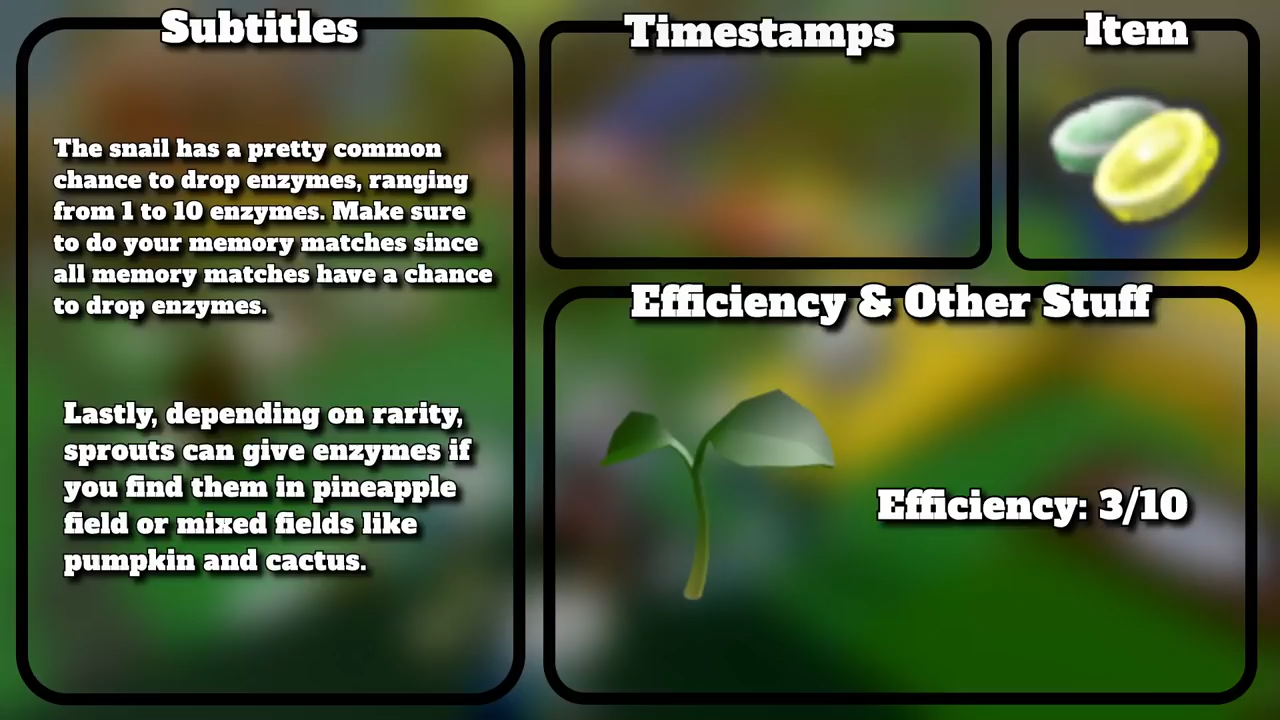 Subtitles
The snail has a pretty common
chance to drop enzymes, ranging
from 1 to 10 enzymes. Make sure
to do your memory matches since
all memory matches have a chance
to drop enzymes.
Lastly, depending on rarity,
sprouts can give enzymes if
you find them in pineapple
field or mixed fields like
pumpkin and cactus.
Timestamps
Item
Efficiency & Other Stuff
Efficiency: 3/10